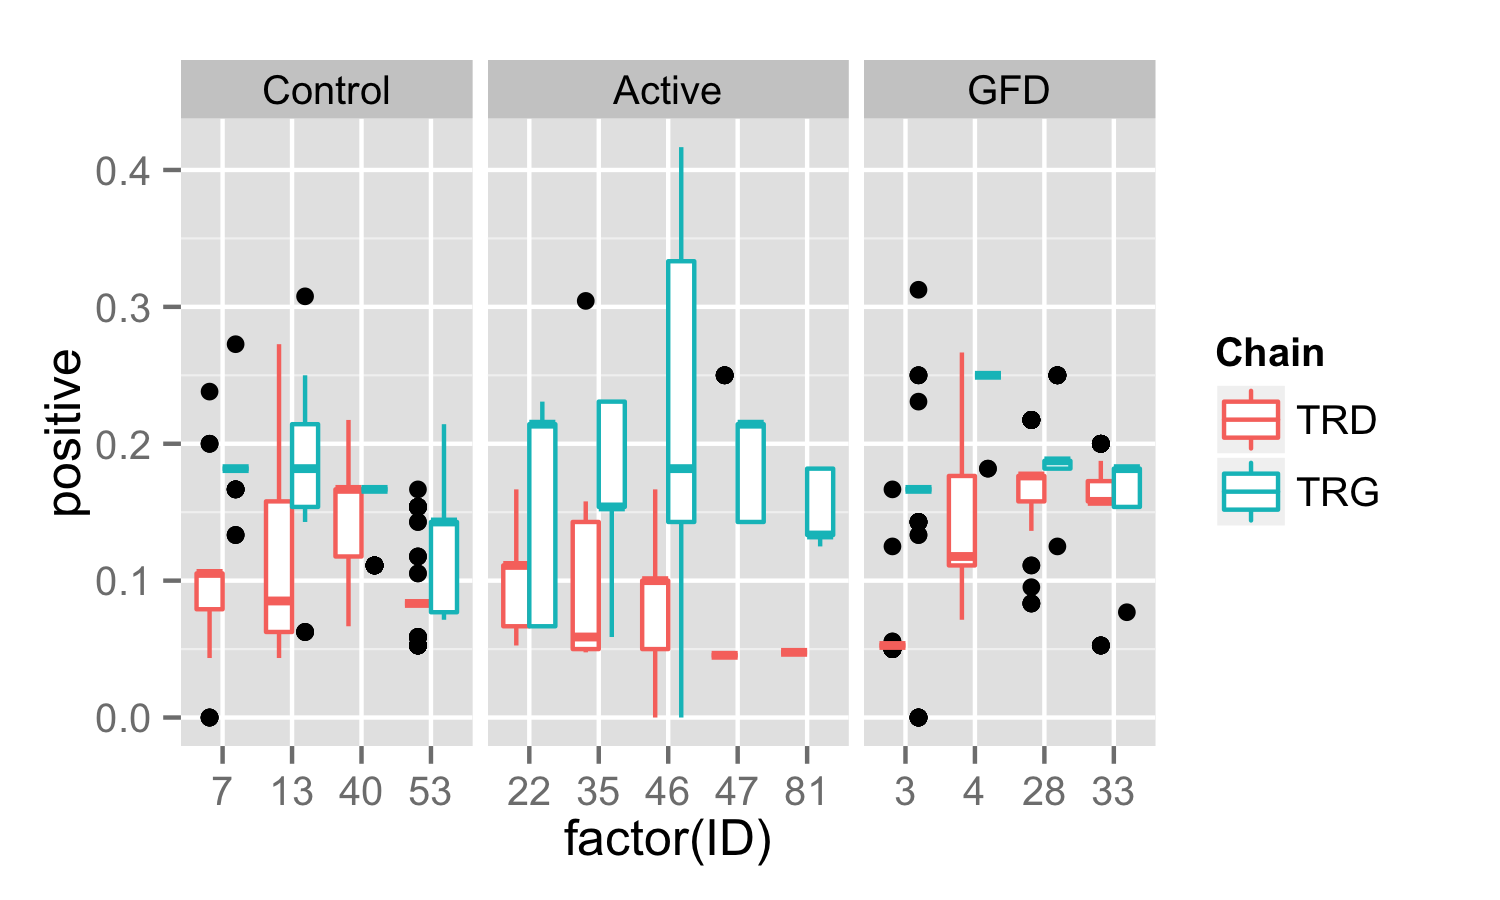 Control Active GFD
0.4
0.3
0.2
0.1
0.0
positive
7 13 40 53 22 35 46 47 81 3 4 28 33
factor(ID)
Chain
TRD
TRG